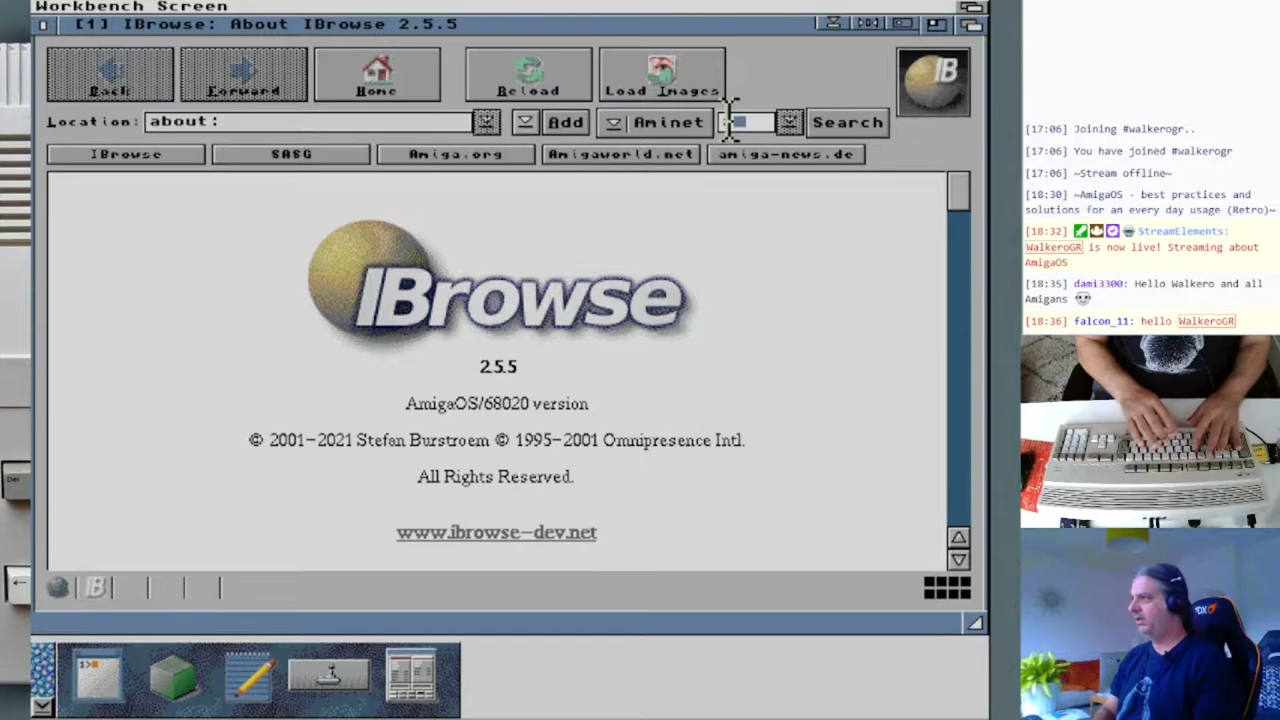 Workbench Screen
[1] IBrowse: About IBrowse 2.5.5
Back
Forward
Home
Reload
Load Images
IB
Location:
about:
Add
Aminet
Search
IBrowse
SASG
Amiga.org
Amigaworld.net
amiga-news.de
IBrowse
2.5.5
AmigaOS/68020 version
© 2001-2021 Stefan Burstroem © 1995-2001 Omnipresence Intl.
All Rights Reserved.
www.ibrowse-dev.net
[17:06] Joining #walkerogr..
[17:06] You have joined #walkerogr
[17:06] ~Stream offline~
[18:30] ~AmigaOS - best practices and
solutions for an every day usage (Retro)~
[18:32] StreamElements:
WalkeroGR is now live! Streaming about
AmigaOS
[18:35] dami3300: Hello Walkero and all
Amigans
[18:36] falcon_11: hello WalkeroGR
Del